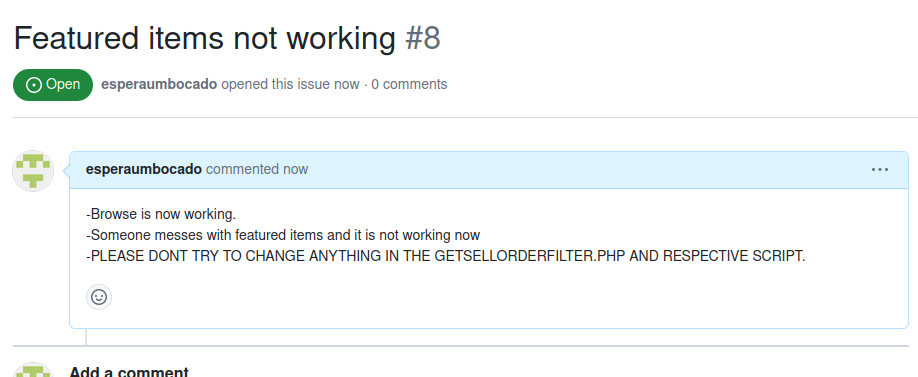 Featured items not working #8
Open esperaumbocado opened this issue now · 0 comments
esperaumbocado commented now
-Browse is now working.
-Someone messes with featured items and it is not working now
-PLEASE DONT TRY TO CHANGE ANYTHING IN THE GETSELLORDERFILTER.PHP AND RESPECTIVE SCRIPT.
Add a comment